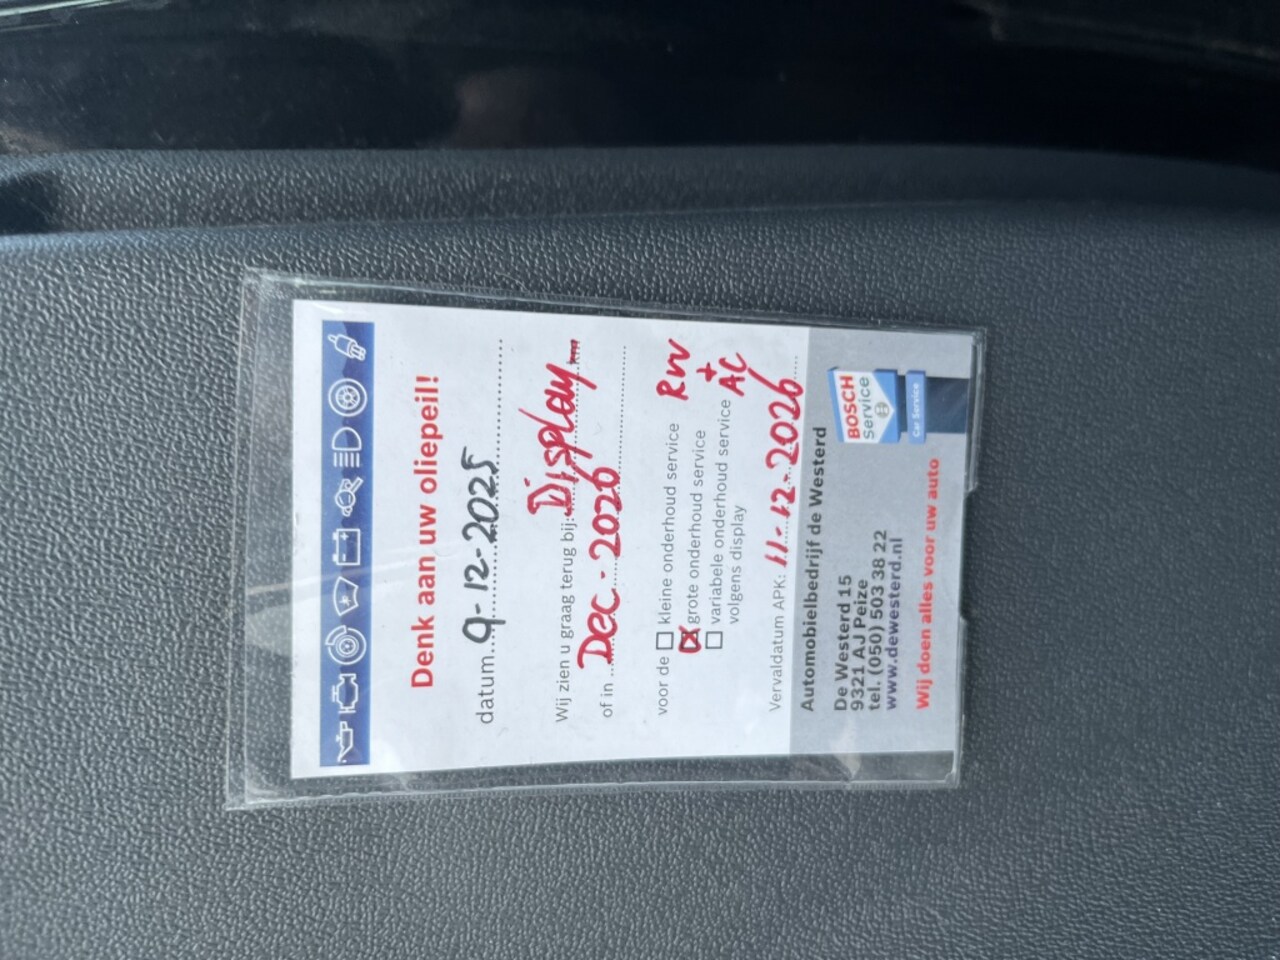 Denk aan uw oliepeil!
datum 9-12-2025
Wij zien u graag terug bij: Display km
of in Dec. 2026
voor de ☐ kleine onderhoud service RW
☒ grote onderhoud service +
☐ variabele onderhoud service AC
volgens display
Vervaldatum APK: 11-12-2026
Automobielbedrijf de Westerd
De Westerd 15
9321 AJ Peize
tel. (050) 503 38 22
www.dewesterd.nl
Wij doen alles voor uw auto
BOSCH
Service
Car Service